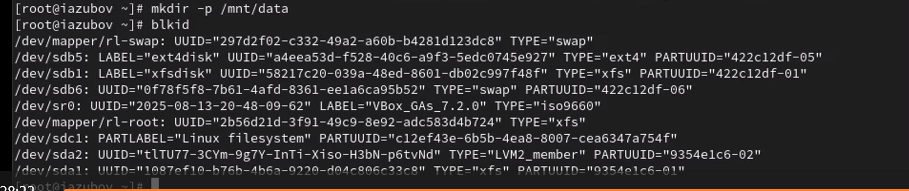 [root@iazubov ~]# mkdir -p /mnt/data
[root@iazubov ~]# blkid
/dev/mapper/rl-swap: UUID="297d2f02-c332-49a2-a60b-b4281d123dc8" TYPE="swap"
/dev/sdb5: LABEL="ext4disk" UUID="a4eea53d-f528-40c6-a9f3-5edc0745e927" TYPE="ext4" PARTUUID="422c12df-05"
/dev/sdb1: LABEL="xfsdisk" UUID="58217c20-039a-48ed-8601-db02c997f48f" TYPE="xfs" PARTUUID="422c12df-01"
/dev/sdb6: UUID="0f78f5f8-7b61-4afd-8361-ee1a6ca95b52" TYPE="swap" PARTUUID="422c12df-06"
/dev/sr0: UUID="2025-08-13-20-48-09-62" LABEL="VBox_GAs_7.2.0" TYPE="iso9660"
/dev/mapper/rl-root: UUID="2b56d21d-3f91-49c9-8e92-adc583d4b724" TYPE="xfs"
/dev/sdc1: PARTLABEL="Linux filesystem" PARTUUID="c12ef43e-6b5b-4ea8-8007-cea6347a754f"
/dev/sda2: UUID="tlTU77-3CYm-9g7Y-InTi-Xiso-H3bN-p6tvNd" TYPE="LVM2_member" PARTUUID="9354e1c6-02"
/dev/sda1: UUID="1087ef10-b76b-4b6a-9220-d04c806c33c8" TYPE="xfs" PARTUUID="9354e1c6-01"
[root@iazubov ~]#